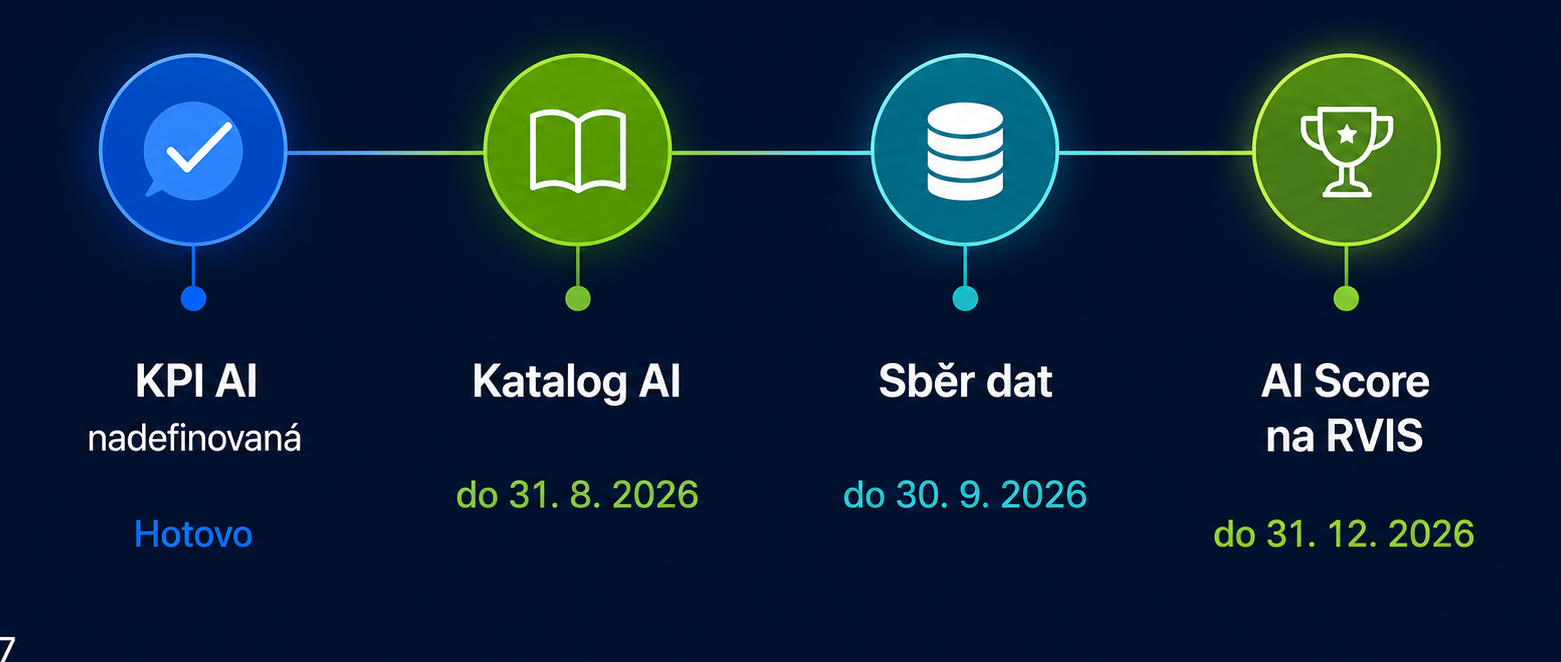 KPI AI
nadefinovaná
Hotovo
Katalog AI
do 31. 8. 2026
Sběr dat
do 30. 9. 2026
AI Score
na RVIS
do 31. 12. 2026
7